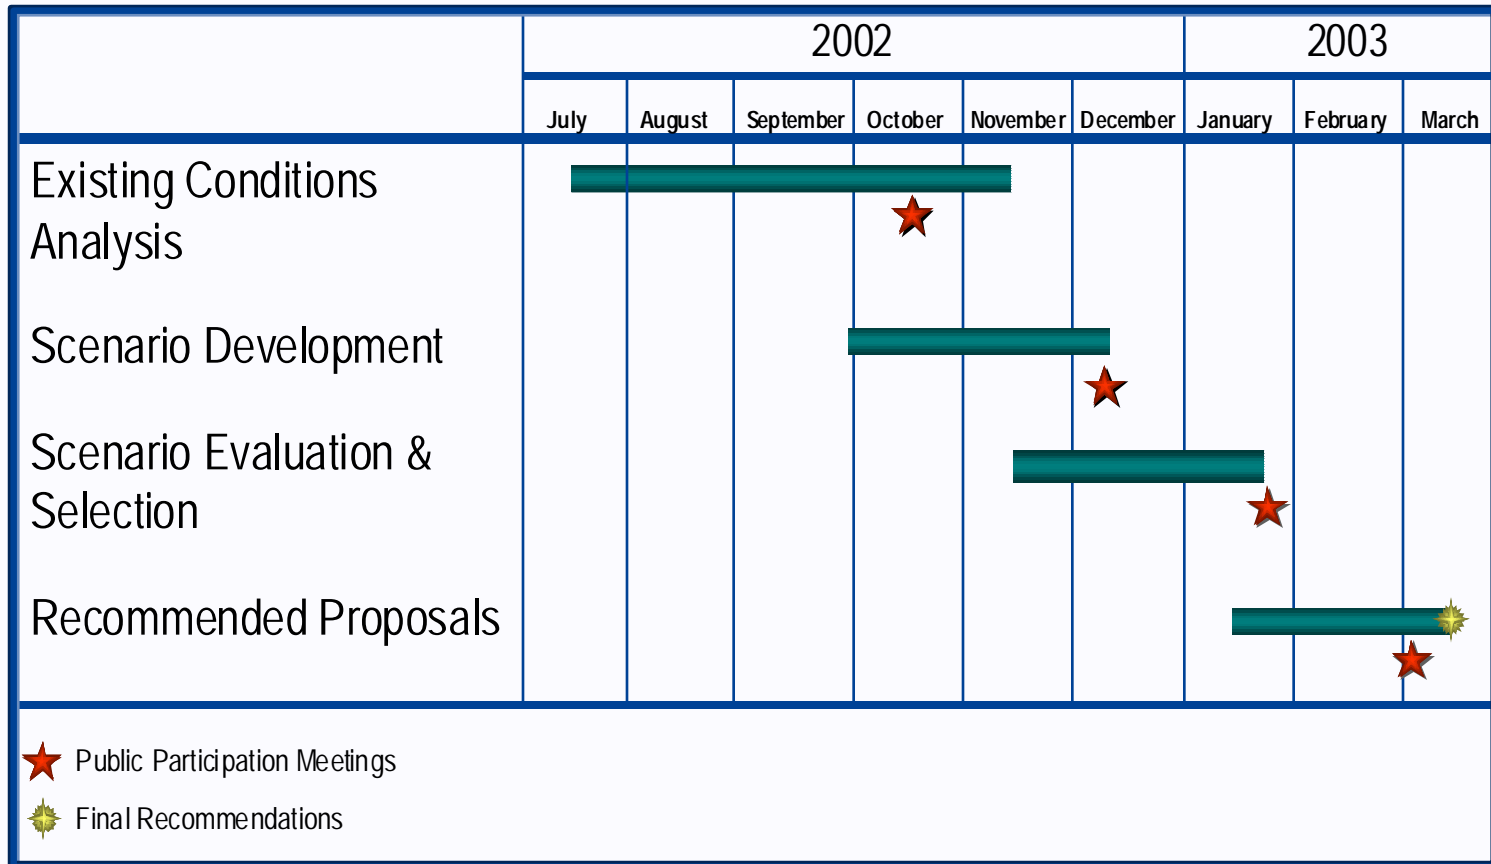 2002
2003
July
August
September
October
November
December
January
February
March
Existing Conditions
Analysis
Scenario Development
Scenario Evaluation &
Selection
Recommended Proposals
Public Participation Meetings
Final Recommendations